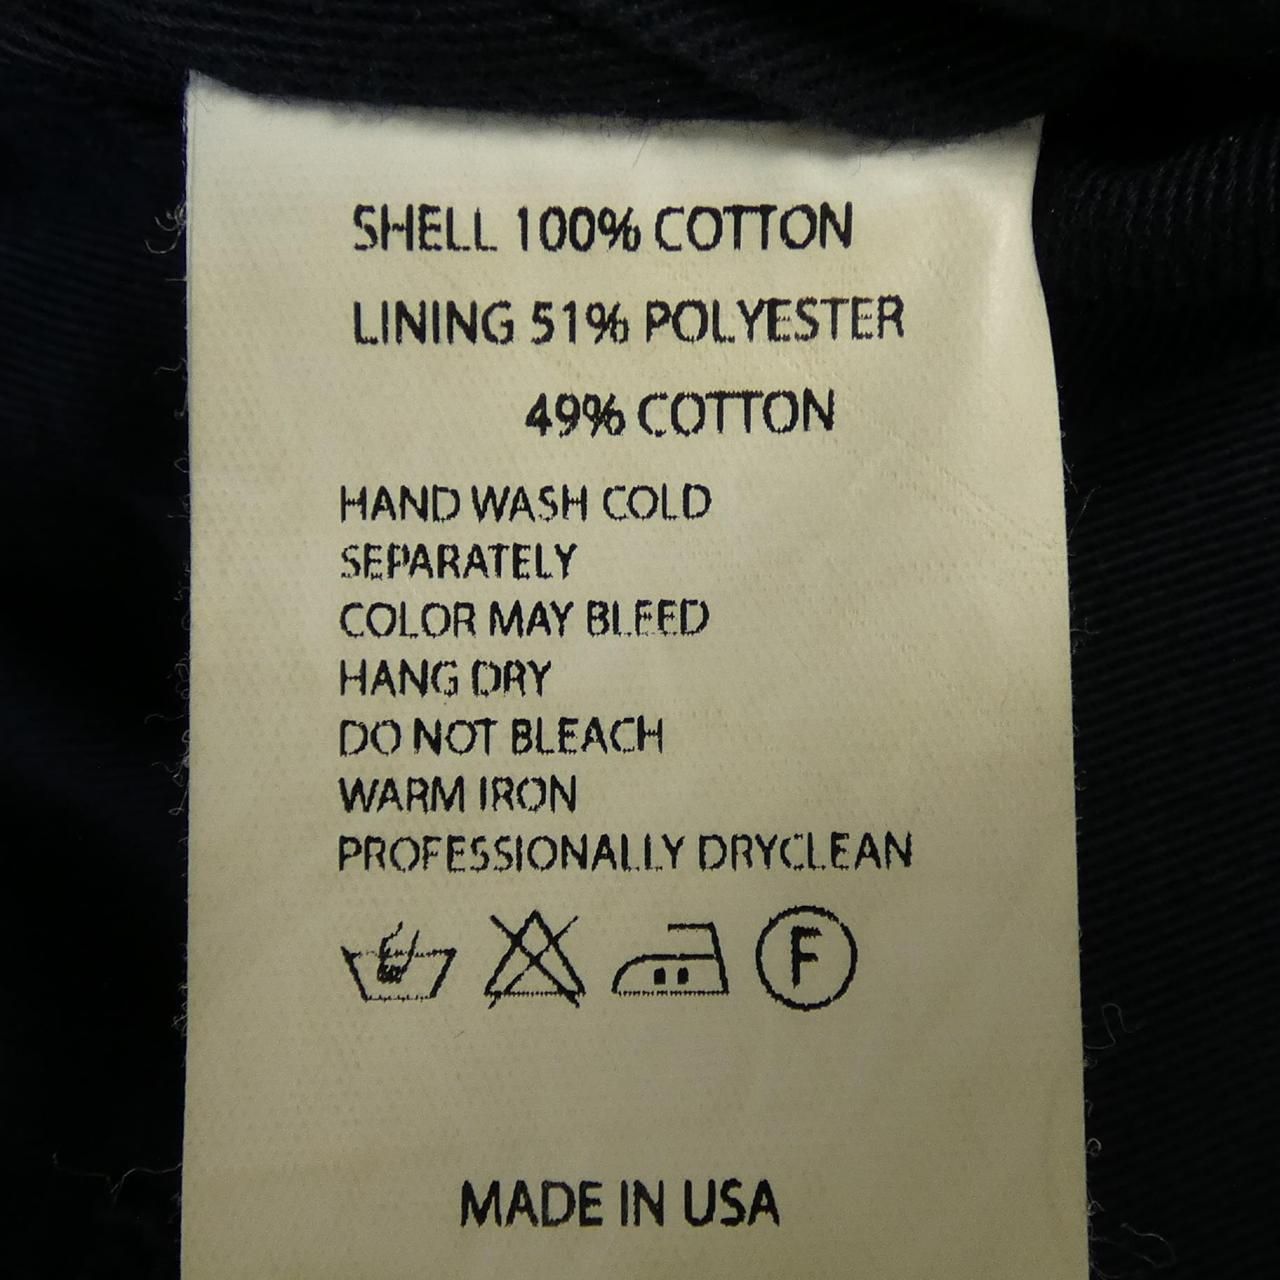 SHELL 100% COTTON
LINING 51% POLYESTER
49% COTTON
HAND WASH COLD
SEPARATELY
COLOR MAY BLEED
HANG DRY
DO NOT BLEACH
WARM IRON
PROFESSIONALLY DRYCLEAN
F
MADE IN USA